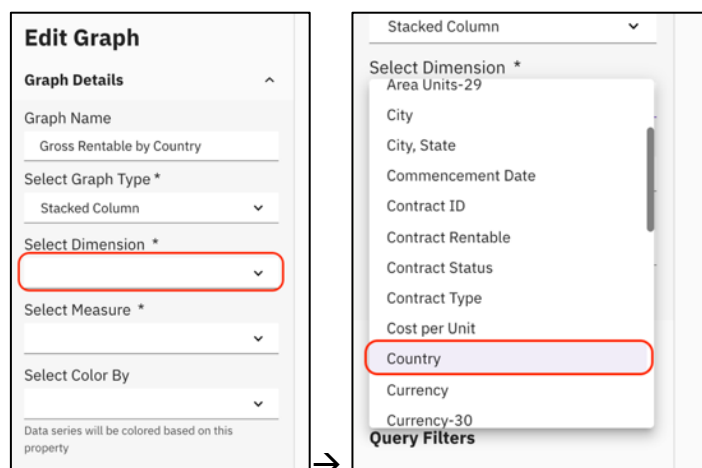 Edit Graph
Graph Details
Graph Name
Gross Rentable by Country
Select Graph Type *
Stacked Column
Select Dimension *
Select Measure *
Select Color By
Data series will be colored based on this
property
→
Stacked Column
Select Dimension *
Area Units-29
City
City, State
Commencement Date
Contract ID
Contract Rentable
Contract Status
Contract Type
Cost per Unit
Country
Currency
Currency-30
Query Filters